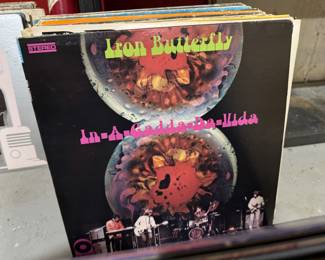 STEREO
Iron Butterfly
In-A-Gadda-Da-Vida